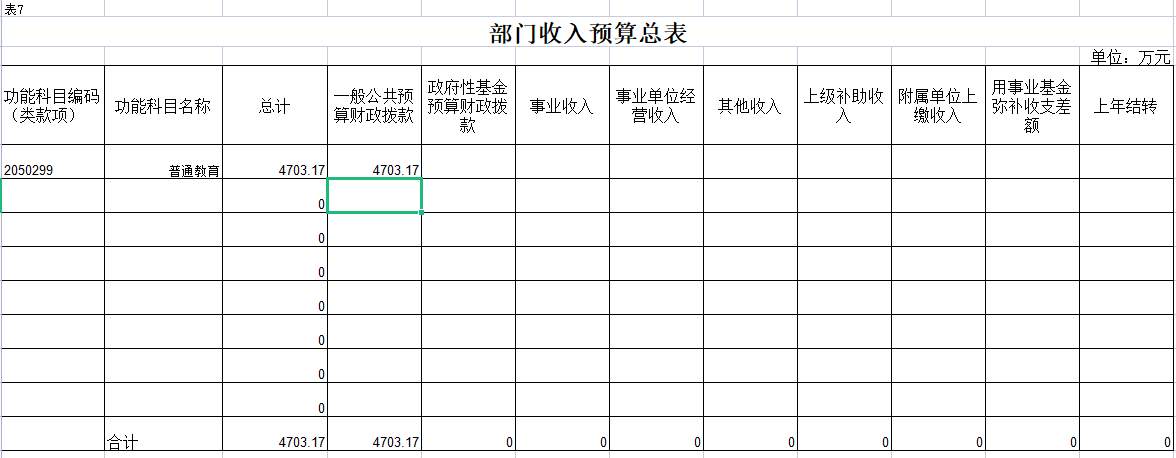 表7
部门收入预算总表
单位：万元
功能科目编码
（类款项）
功能科目名称
总计
一般公共预
算财政拨款
政府性基金
预算财政拨
款
事业收入
事业单位经
营收入
其他收入
上级补助收
入
附属单位上
缴收入
用事业基金
弥补收支差
额
上年结转
2050299 普通教育 4703.17 4703.17
0
0
0
0
0
0
0
合计 4703.17 4703.17 0 0 0 0 0 0 0 0